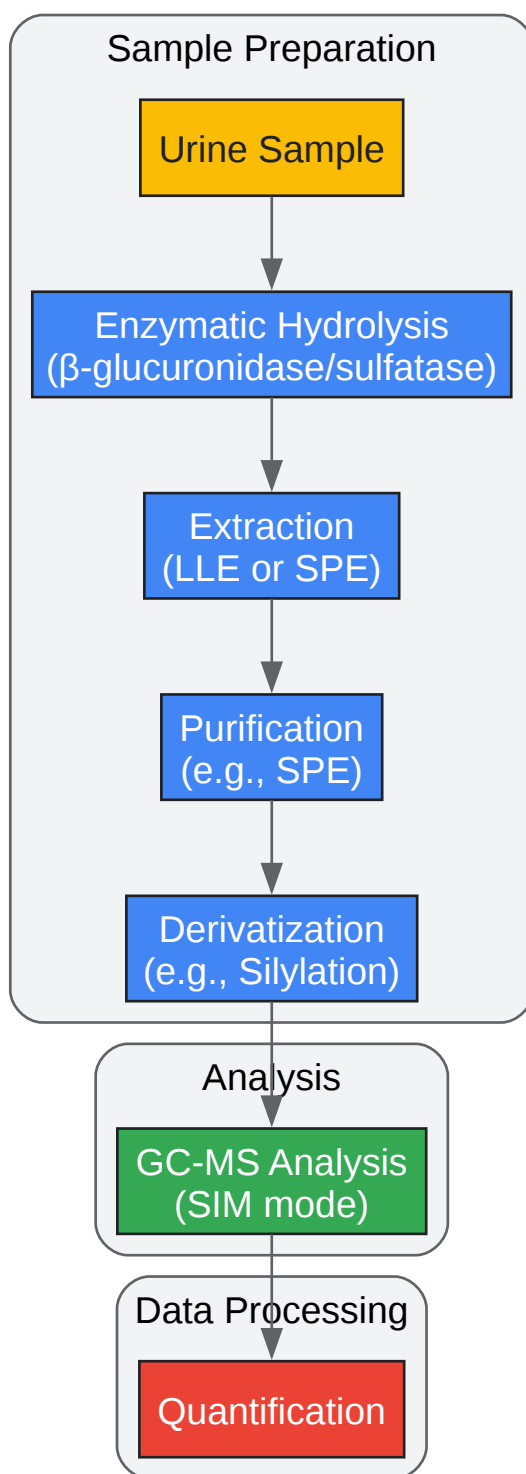 Sample Preparation
Urine Sample
Enzymatic Hydrolysis
(β-glucuronidase/sulfatase)
Extraction
(LLE or SPE)
Purification
(e.g., SPE)
Derivatization
(e.g., Silylation)
Analysis
GC-MS Analysis
(SIM mode)
Data Processing
Quantification